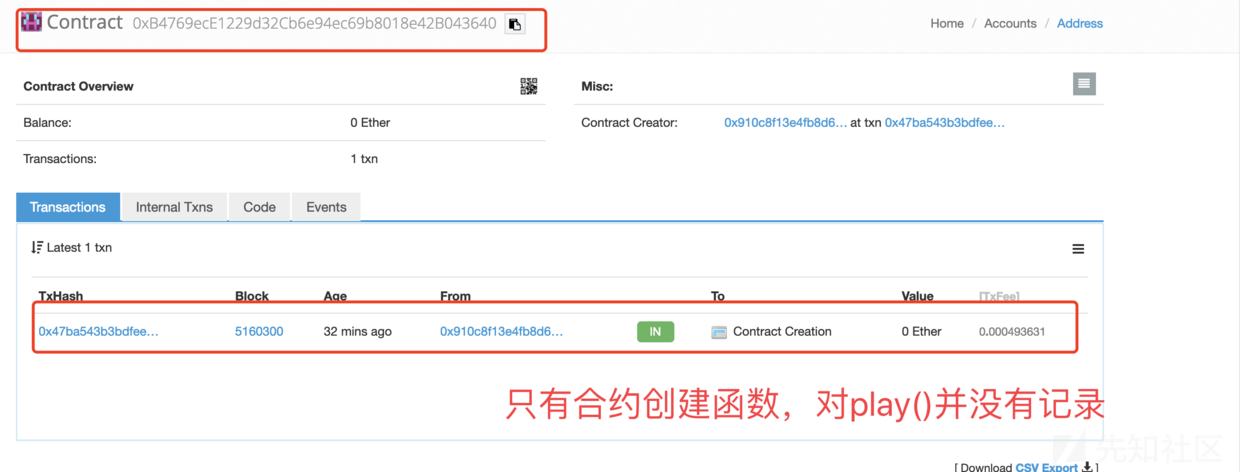 Contract 0xB4769ecE1229d32Cb6e94ec69b8018e42B043640
Home / Accounts / Address
Contract Overview
Misc:
Balance: 0 Ether
Contract Creator: 0x910c8f13e4fb8d6… at txn 0x47ba543b3bdfee…
Transactions: 1 txn
Transactions Internal Txns Code Events
Latest 1 txn
TxHash Block Age From To Value [TxFee]
0x47ba543b3bdfee… 5160300 32 mins ago 0x910c8f13e4fb8d6… IN Contract Creation 0 Ether 0.000493631
只有合约创建函数，对play()并没有记录
先知社区
[ Download CSV Export ]